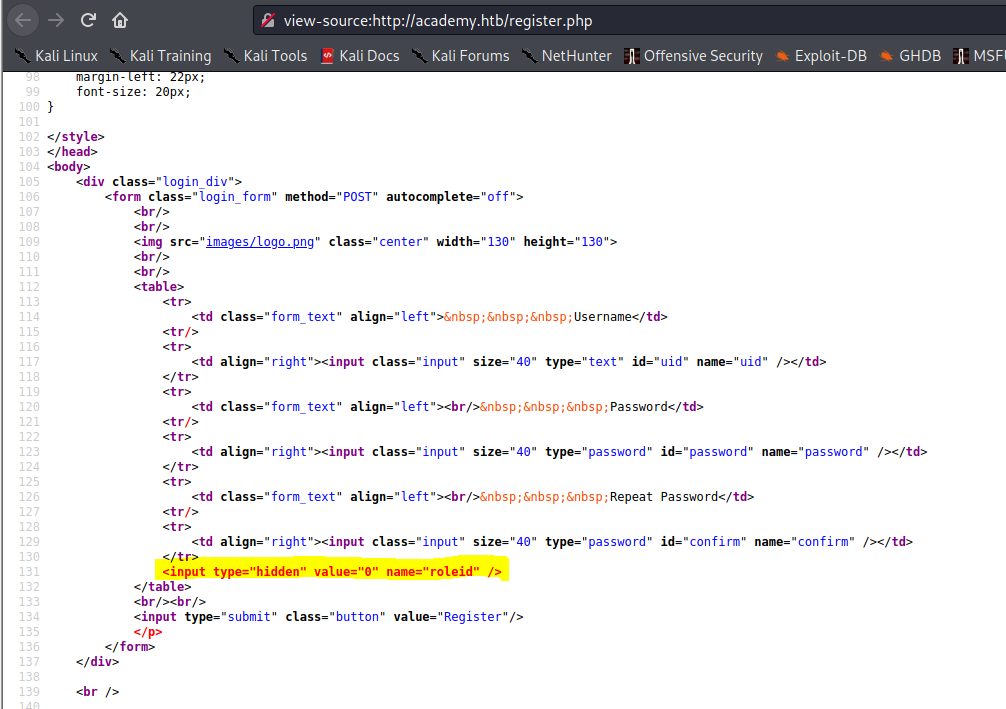 view-source:http://academy.htb/register.php
Kali Linux Kali Training Kali Tools Kali Docs Kali Forums NetHunter Offensive Security Exploit-DB GHDB MSFU
98 margin-left: 22px;
99 font-size: 20px;
100 }
101
102 </style>
103 </head>
104 <body>
105 <div class="login_div">
106 <form class="login_form" method="POST" autocomplete="off">
107 <br/>
108 <br/>
109 <img src="images/logo.png" class="center" width="130" height="130">
110 <br/>
111 <br/>
112 <table>
113 <tr>
114 <td class="form_text" align="left">&nbsp;&nbsp;&nbsp;Username</td>
115 <tr/>
116 <tr>
117 <td align="right"><input class="input" size="40" type="text" id="uid" name="uid" /></td>
118 </tr>
119 <tr>
120 <td class="form_text" align="left"><br/>&nbsp;&nbsp;&nbsp;Password</td>
121 <tr/>
122 <tr>
123 <td align="right"><input class="input" size="40" type="password" id="password" name="password" /></td>
124 </tr>
125 <tr>
126 <td class="form_text" align="left"><br/>&nbsp;&nbsp;&nbsp;Repeat Password</td>
127 <tr/>
128 <tr>
129 <td align="right"><input class="input" size="40" type="password" id="confirm" name="confirm" /></td>
130 </tr>
131 <input type="hidden" value="0" name="roleid" />
132 </table>
133 <br/><br/>
134 <input type="submit" class="button" value="Register"/>
135 </p>
136 </form>
137 </div>
138
139 <br />
140